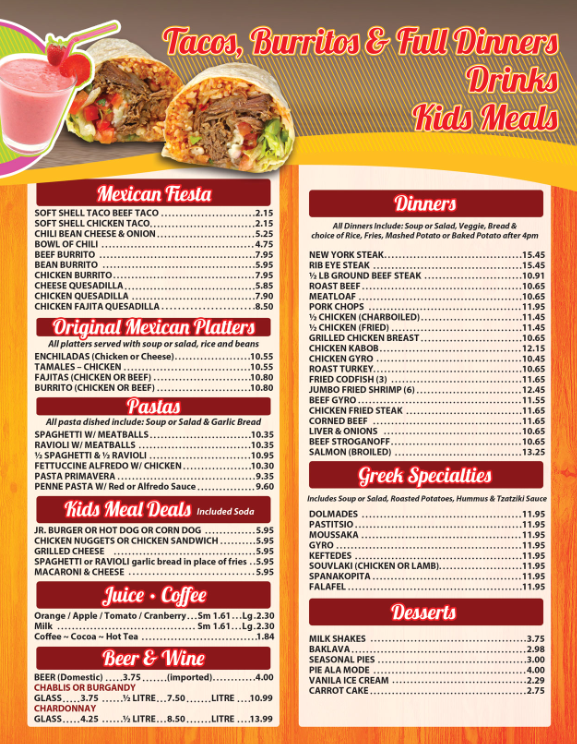 Tacos, Burritos & Full Dinners
Drinks
Kids Meals
Mexican Fiesta
SOFT SHELL TACO BEEF TACO ..........................2.15
SOFT SHELL CHICKEN TACO............................2.15
CHILI BEAN CHEESE & ONION...........................5.25
BOWL OF CHILI ..........................................4.75
BEEF BURRITO ...........................................7.95
BEAN BURRITO ..........................................5.95
CHICKEN BURRITO.......................................7.95
CHEESE QUESADILLA....................................5.85
CHICKEN QUESADILLA ..................................7.90
CHICKEN FAJITA QUESADILLA..........................8.50
Original Mexican Platters
All platters served with soup or salad, rice and beans
ENCHILADAS (Chicken or Cheese).....................10.55
TAMALES – CHICKEN ...................................10.55
FAJITAS (CHICKEN OR BEEF) ...........................10.80
BURRITO (CHICKEN OR BEEF) ..........................10.80
Pastas
All pasta dished include: Soup or Salad & Garlic Bread
SPAGHETTI W/ MEATBALLS............................10.35
RAVIOLI W/ MEATBALLS ...............................10.35
½ SPAGHETTI & ½ RAVIOLI ............................10.95
FETTUCCINE ALFREDO W/ CHICKEN...................10.30
PASTA PRIMAVERA .....................................9.35
PENNE PASTA W/ Red or Alfredo Sauce...............9.60
Kids Meal Deals Included Soda
JR. BURGER OR HOT DOG OR CORN DOG .............5.95
CHICKEN NUGGETS OR CHICKEN SANDWICH .........5.95
GRILLED CHEESE .......................................5.95
SPAGHETTI or RAVIOLI garlic bread in place of fries ..5.95
MACARONI & CHEESE ..................................5.95
Juice • Coffee
Orange / Apple / Tomato / Cranberry...Sm 1.61...Lg.2.30
Milk ..................................Sm 1.61...Lg.2.30
Coffee ~ Cocoa ~ Hot Tea ..............................1.84
Beer & Wine
BEER (Domestic) .....3.75 .......(imported)...........4.00
CHABLIS OR BURGANDY
GLASS.....3.75 ......½ LITRE...7.50.......LITRE ...10.99
CHARDONNAY
GLASS.....4.25 ......½ LITRE...8.50.......LITRE ...13.99
Dinners
All Dinners Include: Soup or Salad, Veggie, Bread &
choice of Rice, Fries, Mashed Potato or Baked Potato after 4pm
NEW YORK STEAK.......................................15.45
RIB EYE STEAK .........................................15.45
½ LB GROUND BEEF STEAK .............................10.91
ROAST BEEF ............................................10.65
MEATLOAF ..............................................10.65
PORK CHOPS ...........................................11.95
½ CHICKEN (CHARBOILED).............................11.45
½ CHICKEN (FRIED) ....................................11.45
GRILLED CHICKEN BREAST .............................10.65
CHICKEN KABOB........................................12.15
CHICKEN GYRO .........................................10.45
ROAST TURKEY.........................................10.65
FRIED CODFISH (3) .....................................11.65
JUMBO FRIED SHRIMP (6) ..............................12.45
BEEF GYRO .............................................11.55
CHICKEN FRIED STEAK .................................11.65
CORNED BEEF ..........................................11.65
LIVER & ONIONS .......................................10.65
BEEF STROGANOFF.....................................10.65
SALMON (BROILED) ....................................13.25
Greek Specialties
Includes Soup or Salad, Roasted Potatoes, Hummus & Tzatziki Sauce
DOLMADES .............................................11.95
PASTITSIO ..............................................11.95
MOUSSAKA .............................................11.95
GYRO ...................................................11.95
KEFTEDES ..............................................11.95
SOUVLAKI (CHICKEN OR LAMB).........................11.95
SPANAKOPITA ..........................................11.95
FALAFEL ................................................11.95
Desserts
MILK SHAKES ...........................................3.75
BAKLAVA ................................................2.98
SEASONAL PIES .........................................3.00
PIE ALA MODE ..........................................4.00
VANILA ICE CREAM .....................................2.29
CARROT CAKE...........................................2.75